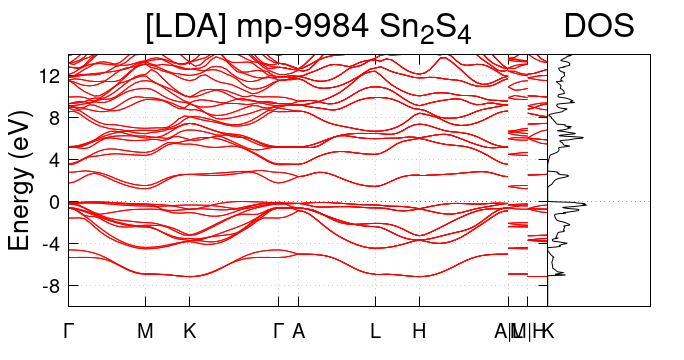 [LDA] mp-9984 Sn₂S₄ DOS
Energy (eV)
12
8
4
0
-4
-8
Γ M K Γ A L H A|L M|H K